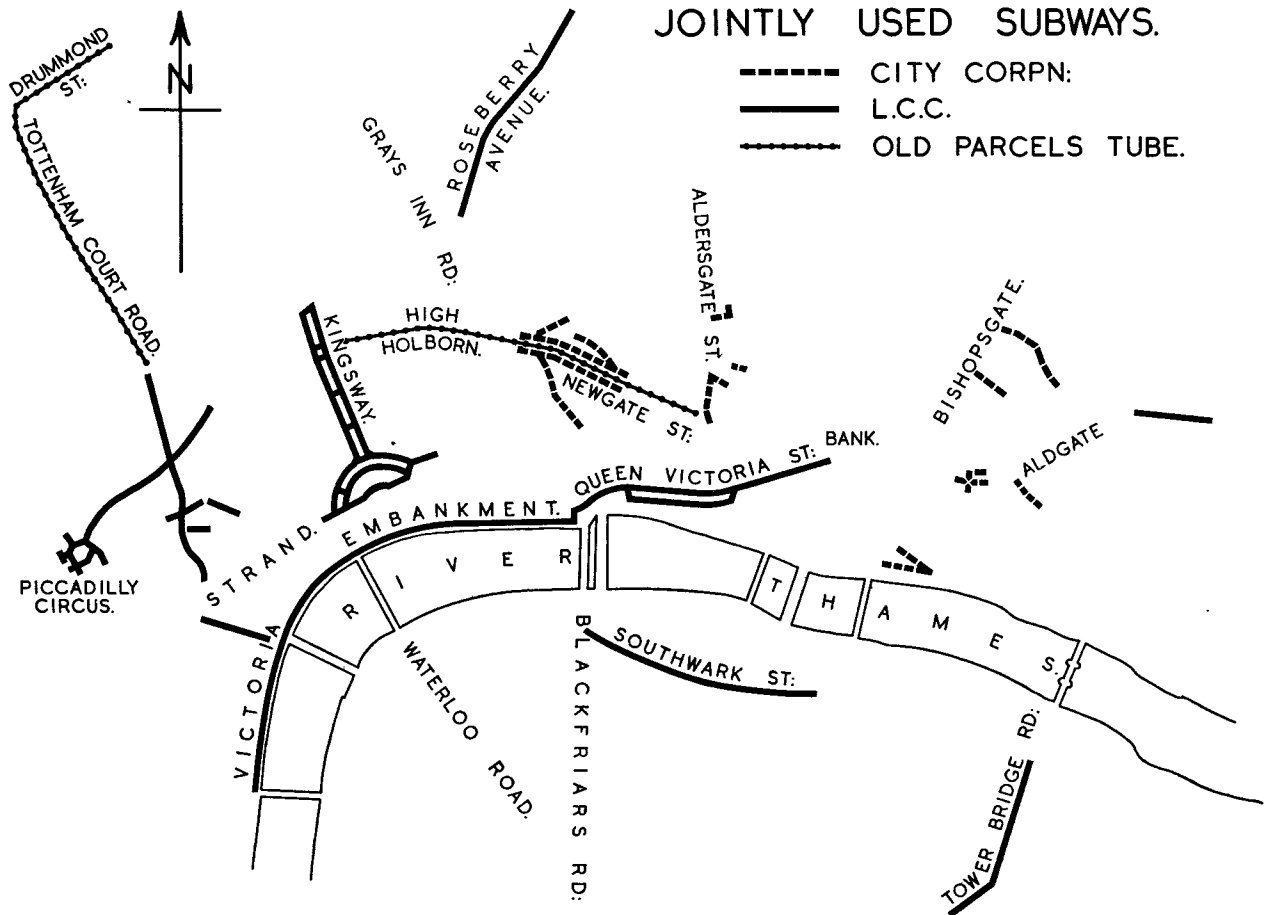 JOINTLY USED SUBWAYS.
CITY CORPN:
L.C.C.
OLD PARCELS TUBE.
N
DRUMMOND
ST:
TOTTENHAM COURT ROAD.
GRAYS INN RD:
ROSEBERRY
AVENUE.
ALDERSGATE ST.
BISHOPSGATE.
KINGSWAY.
HIGH
HOLBORN.
NEWGATE ST:
ALDGATE
BANK.
QUEEN VICTORIA ST:
STRAND.
VICTORIA EMBANKMENT.
PICCADILLY
CIRCUS.
RIVER THAMES.
WATERLOO ROAD.
BLACKFRIARS RD:
SOUTHWARK ST:
TOWER BRIDGE RD: